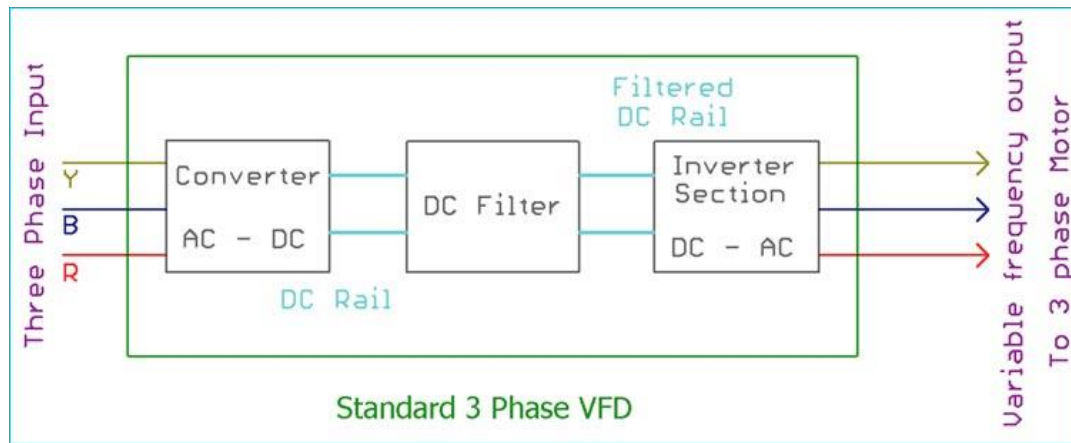 Three Phase Input
Y
B
R
Converter
AC - DC
DC Rail
DC Filter
Filtered
DC Rail
Inverter
Section
DC - AC
Variable frequency output
To 3 phase Motor
Standard 3 Phase VFD